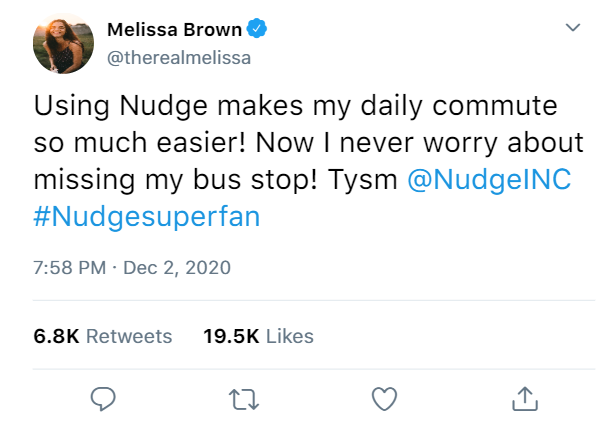 Melissa Brown
@therealmelissa
Using Nudge makes my daily commute
so much easier! Now I never worry about
missing my bus stop! Tysm @NudgeINC
#Nudgesuperfan
7:58 PM · Dec 2, 2020
6.8K Retweets 19.5K Likes